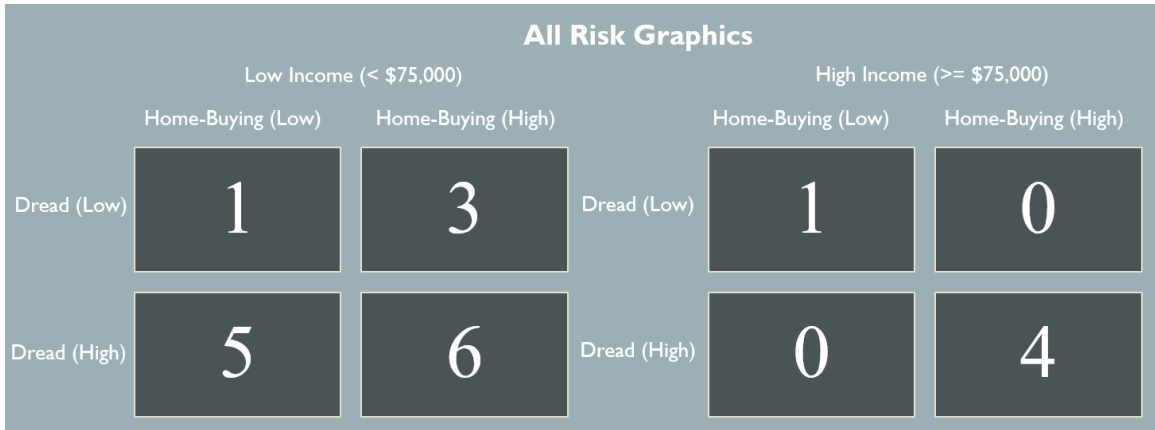 All Risk Graphics
Low Income (< $75,000)
High Income (>= $75,000)
Home-Buying (Low)
Home-Buying (High)
Home-Buying (Low)
Home-Buying (High)
Dread (Low)
1
3
Dread (Low)
1
0
Dread (High)
5
6
Dread (High)
0
4